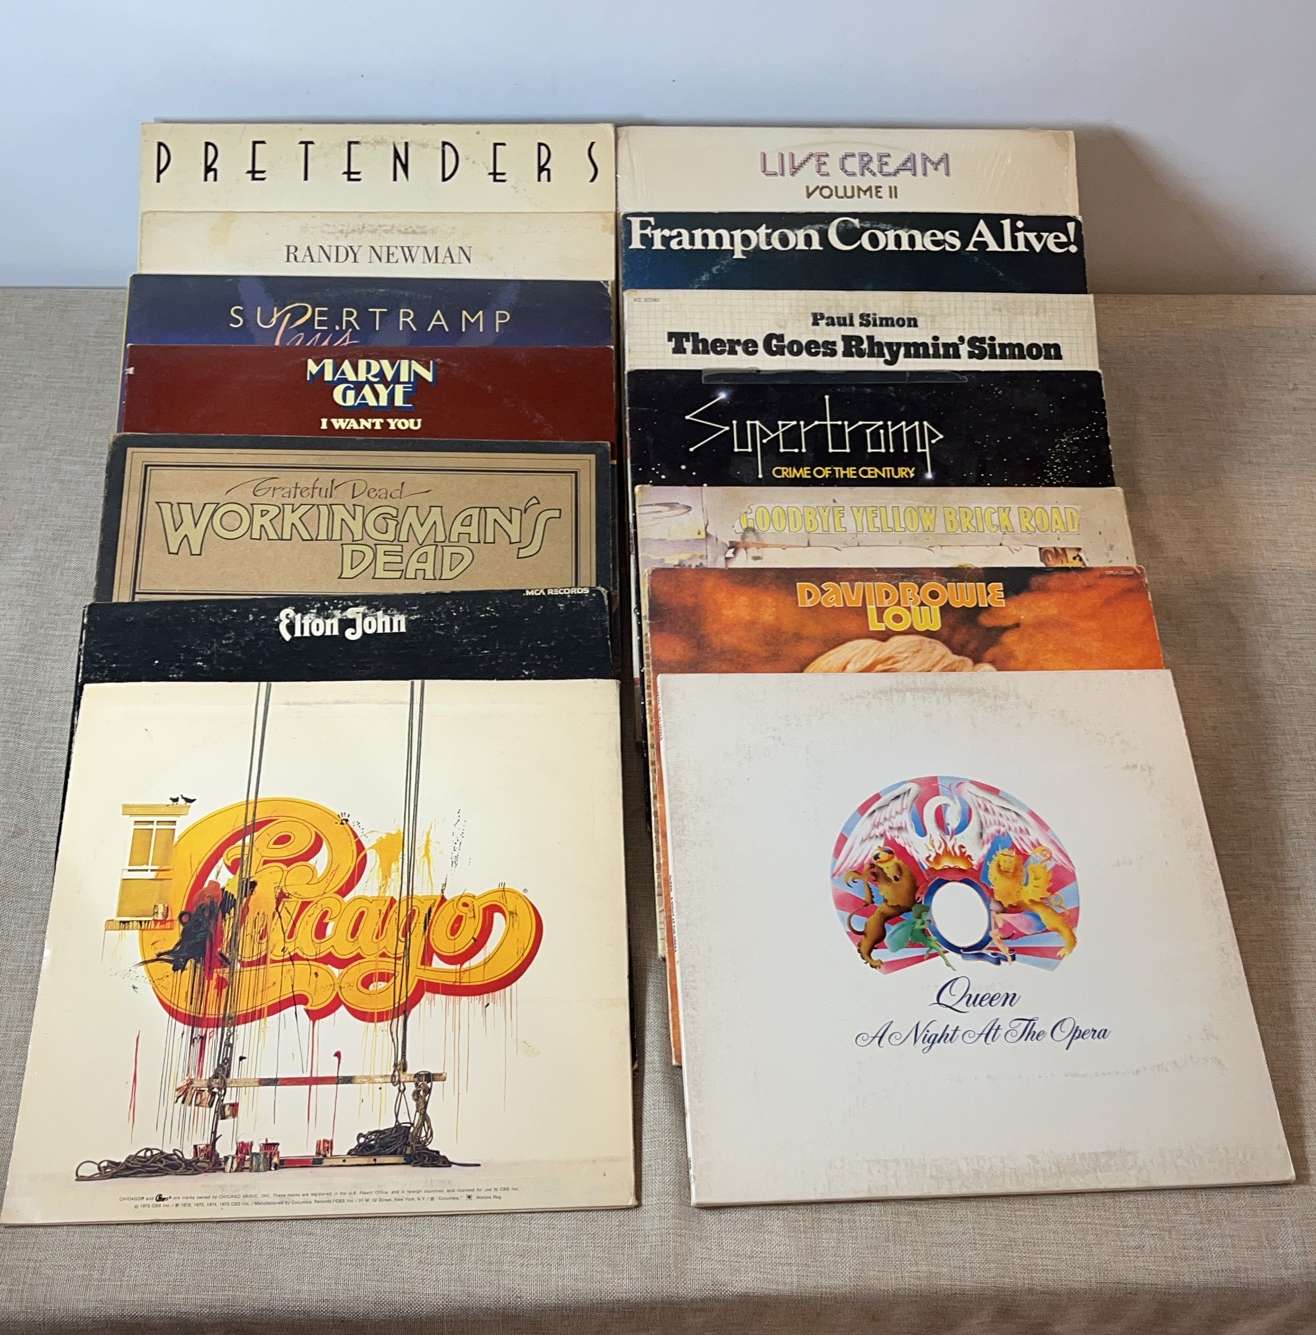 PRETENDERS
RANDY NEWMAN
SUPERTRAMP
Paris
MARVIN
GAYE
I WANT YOU
Grateful Dead
WORKINGMAN'S
DEAD
MCA RECORDS
Elton John
Chicago
LIVE CREAM
VOLUME II
Frampton Comes Alive!
Paul Simon
There Goes Rhymin' Simon
Supertramp
CRIME OF THE CENTURY
GOODBYE YELLOW BRICK ROAD
DAVID BOWIE
LOW
Queen
A Night At The Opera